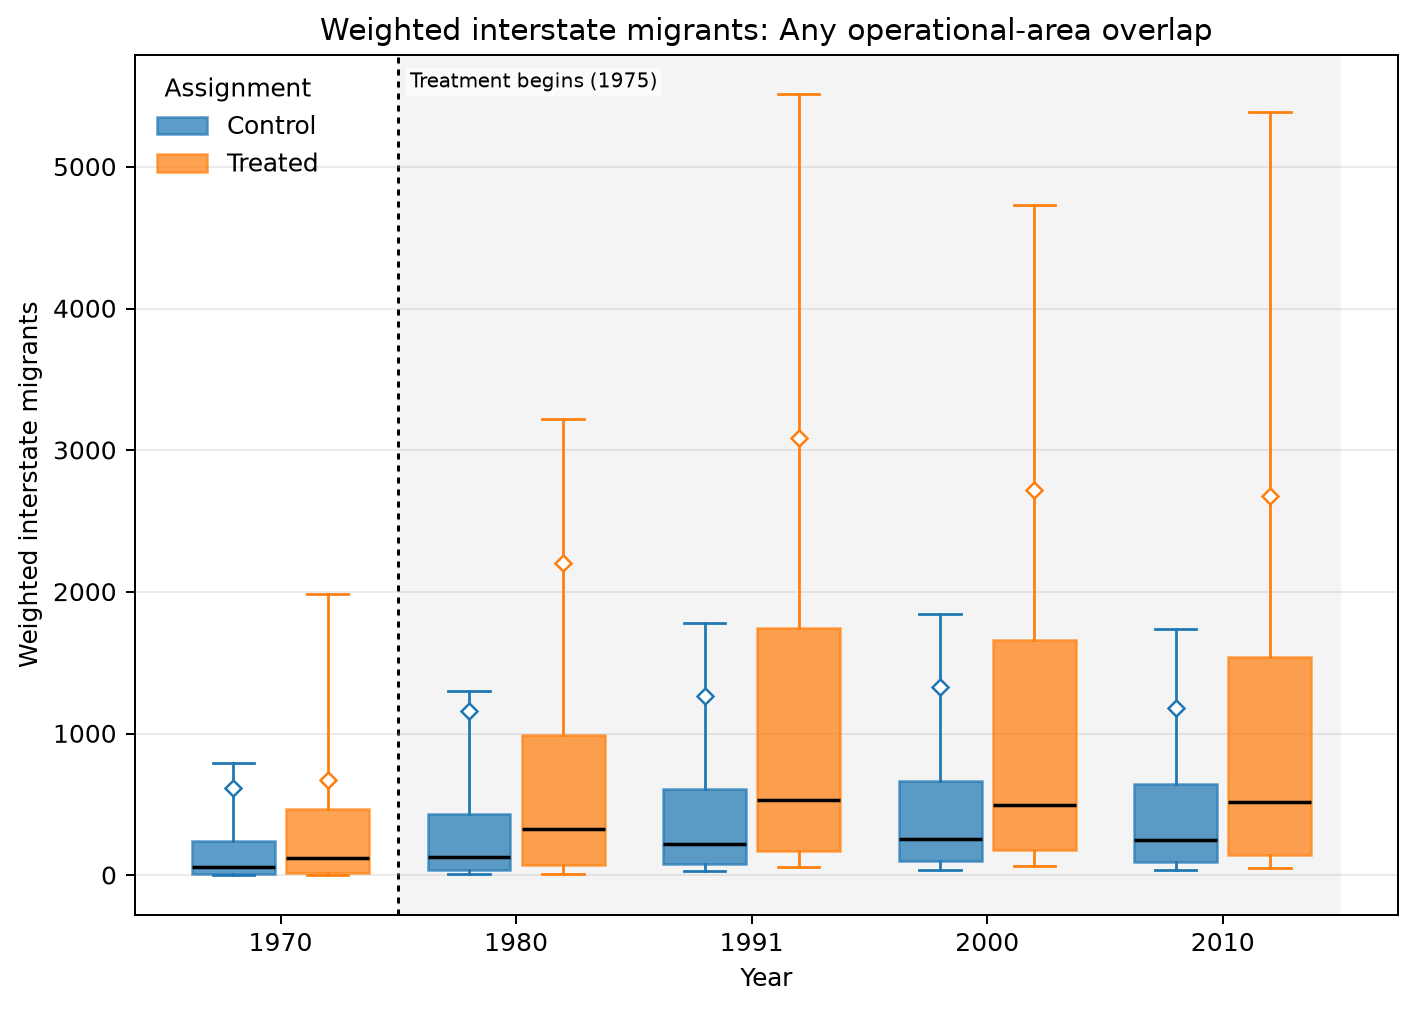 Weighted interstate migrants: Any operational-area overlap
Treatment begins (1975)
Assignment
Control
Treated
Weighted interstate migrants
5000
4000
3000
2000
1000
0
1970
1980
1991
2000
2010
Year